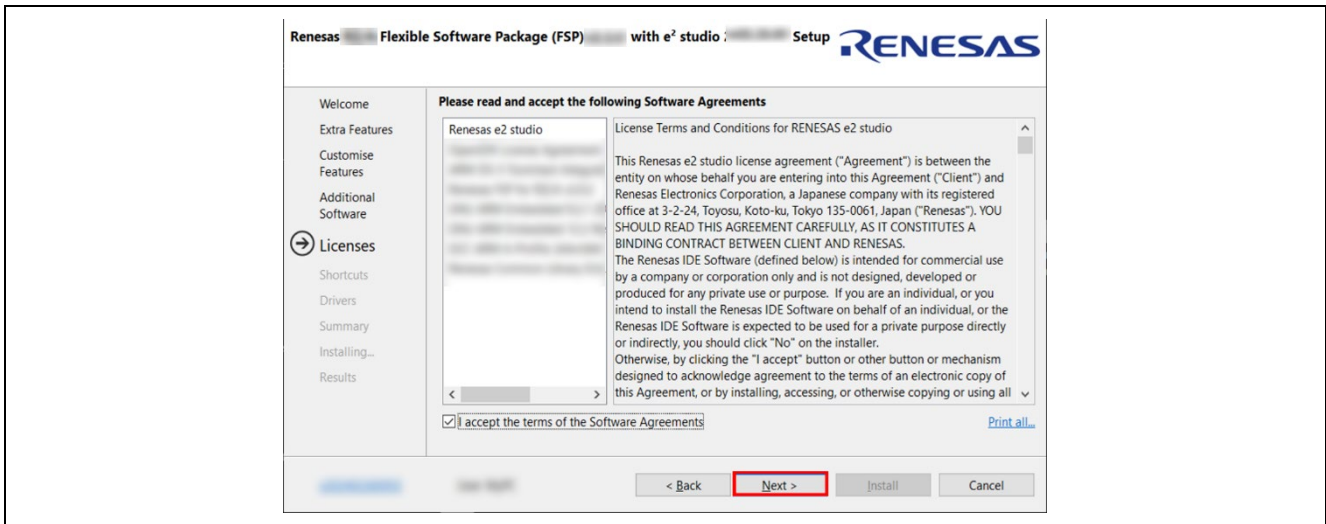 Renesas Flexible Software Package (FSP) with e² studio Setup
RENESAS
Welcome
Extra Features
Customise
Features
Additional
Software
Licenses
Shortcuts
Drivers
Summary
Installing...
Results
Please read and accept the following Software Agreements
Renesas e2 studio
License Terms and Conditions for RENESAS e2 studio
This Renesas e2 studio license agreement ("Agreement") is between the
entity on whose behalf you are entering into this Agreement ("Client") and
Renesas Electronics Corporation, a Japanese company with its registered
office at 3-2-24, Toyosu, Koto-ku, Tokyo 135-0061, Japan ("Renesas"). YOU
SHOULD READ THIS AGREEMENT CAREFULLY, AS IT CONSTITUTES A
BINDING CONTRACT BETWEEN CLIENT AND RENESAS.
The Renesas IDE Software (defined below) is intended for commercial use
by a company or corporation only and is not designed, developed or
produced for any private use or purpose. If you are an individual, or you
intend to install the Renesas IDE Software on behalf of an individual, or the
Renesas IDE Software is expected to be used for a private purpose directly
or indirectly, you should click "No" on the installer.
Otherwise, by clicking the "I accept" button or other button or mechanism
designed to acknowledge agreement to the terms of an electronic copy of
this Agreement, or by installing, accessing, or otherwise copying or using all
I accept the terms of the Software Agreements
Print all...
< Back
Next >
Install
Cancel